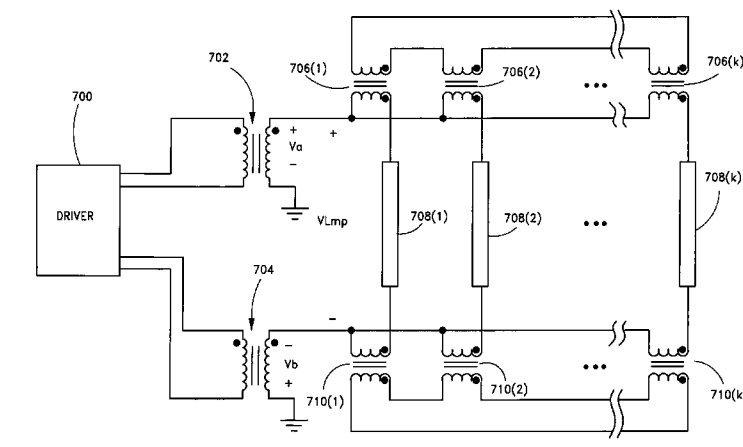 702
706(1)
706(2)
706(k)
700
+
Va
−
+
DRIVER
VLmp
708(1)
708(2)
708(k)
704
−
−
Vb
+
710(1)
710(2)
710(k